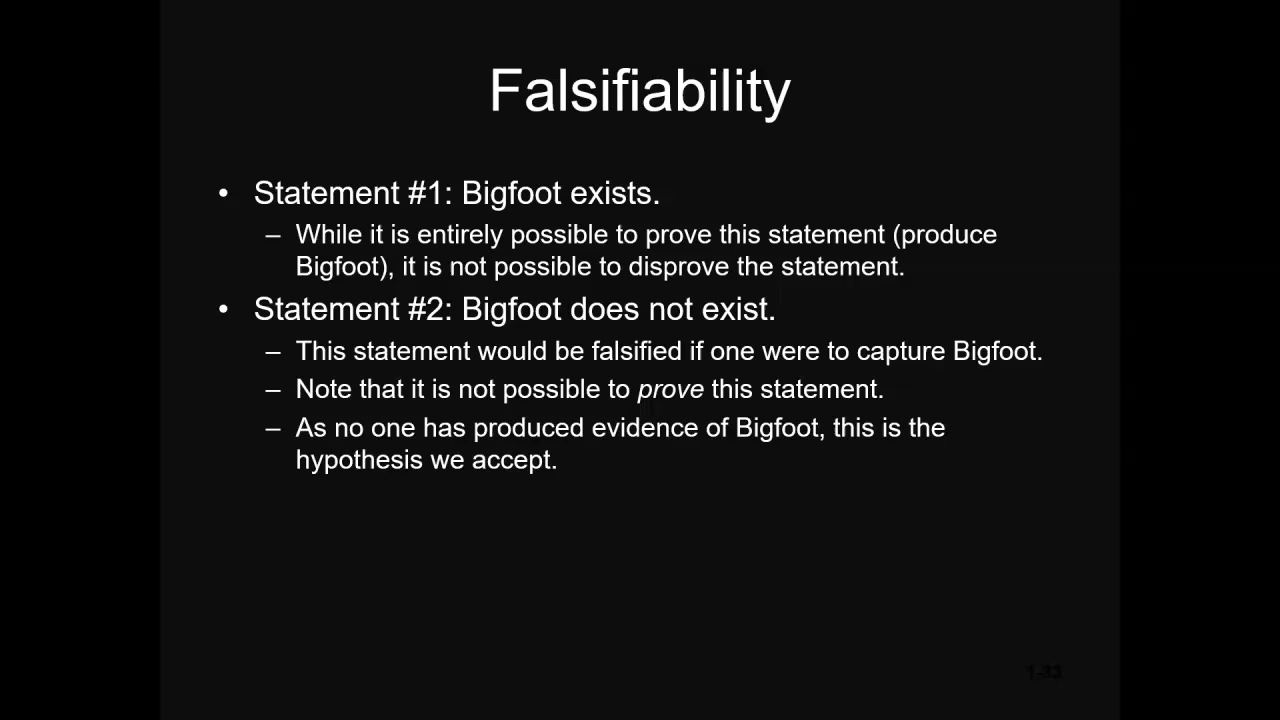 Falsifiability
• Statement #1: Bigfoot exists.
– While it is entirely possible to prove this statement (produce
Bigfoot), it is not possible to disprove the statement.
• Statement #2: Bigfoot does not exist.
– This statement would be falsified if one were to capture Bigfoot.
– Note that it is not possible to prove this statement.
– As no one has produced evidence of Bigfoot, this is the
hypothesis we accept.
1-33